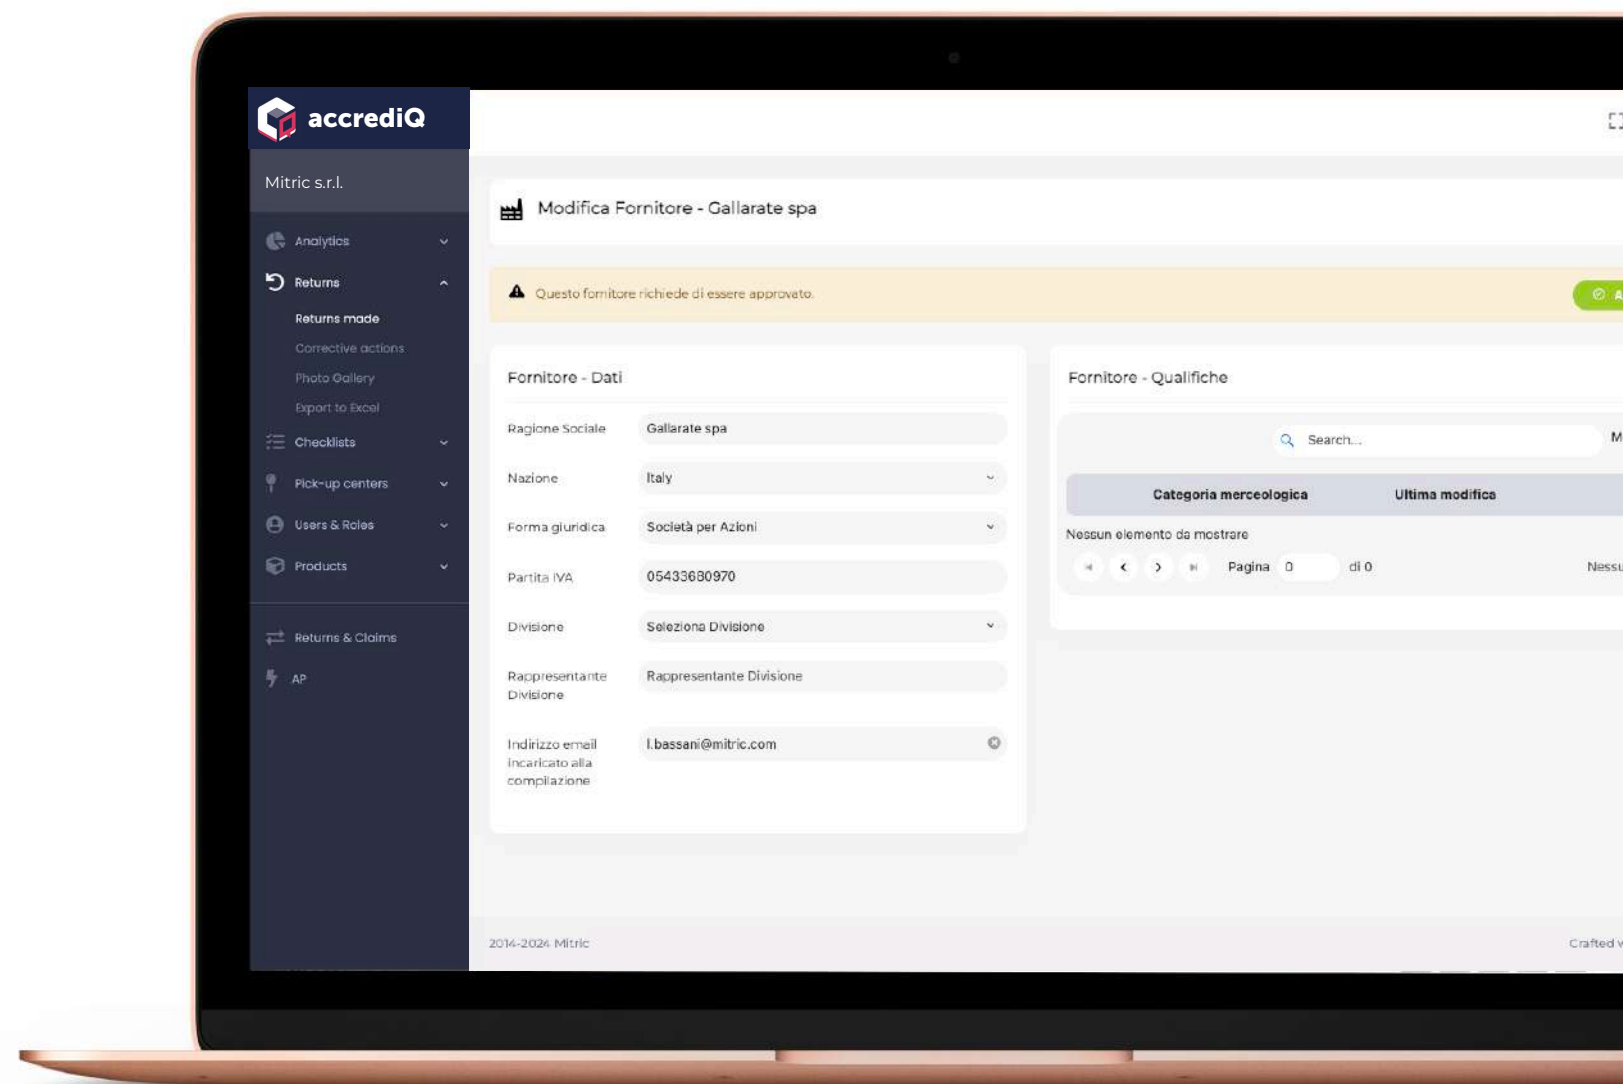 accrediQ
Mitric s.r.l.
Modifica Fornitore - Gallarate spa
Analytics
Returns
Returns made
Corrective actions
Photo Gallery
Export to Excel
Checklists
Pick-up centers
Users & Roles
Products
Returns & Claims
AP
Questo fornitore richiede di essere approvato.
A
Fornitore - Dati
Ragione Sociale
Gallarate spa
Nazione
Italy
Forma giuridica
Società per Azioni
Partita IVA
05433680970
Divisione
Seleziona Divisione
Rappresentante
Divisione
Rappresentante Divisione
Indirizzo email
incaricato alla
compilazione
l.bassani@mitric.com
Fornitore - Qualifiche
Search...
M
Categoria merceologica
Ultima modifica
Nessun elemento da mostrare
Pagina 0 di 0
Nessu
2014-2024 Mitric
Crafted